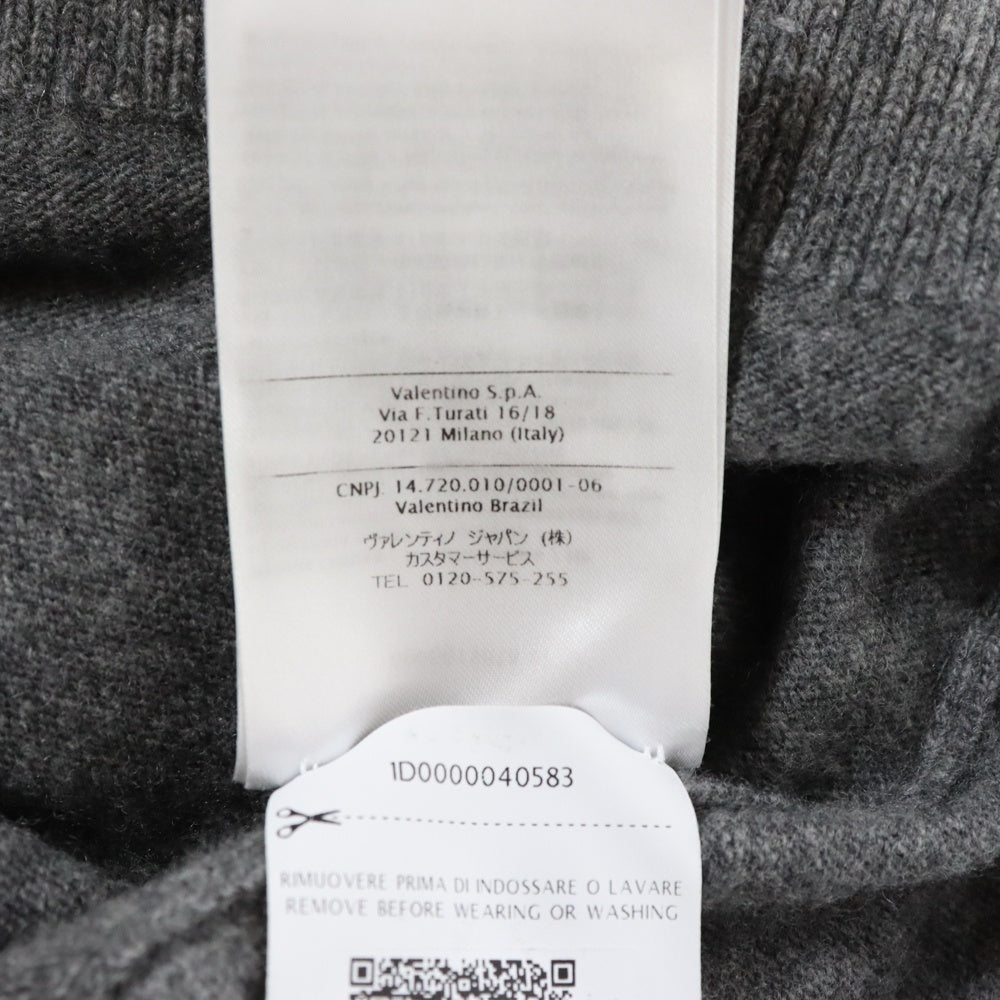 Valentino S.p.A.
Via F.Turati 16/18
20121 Milano (Italy)
CNPJ. 14.720.010/0001-06
Valentino Brazil
ヴァレンティノ ジャパン (株)
カスタマーサービス
TEL 0120-575-255
1D0000040583
RIMUOVERE PRIMA DI INDOSSARE O LAVARE
REMOVE BEFORE WEARING OR WASHING